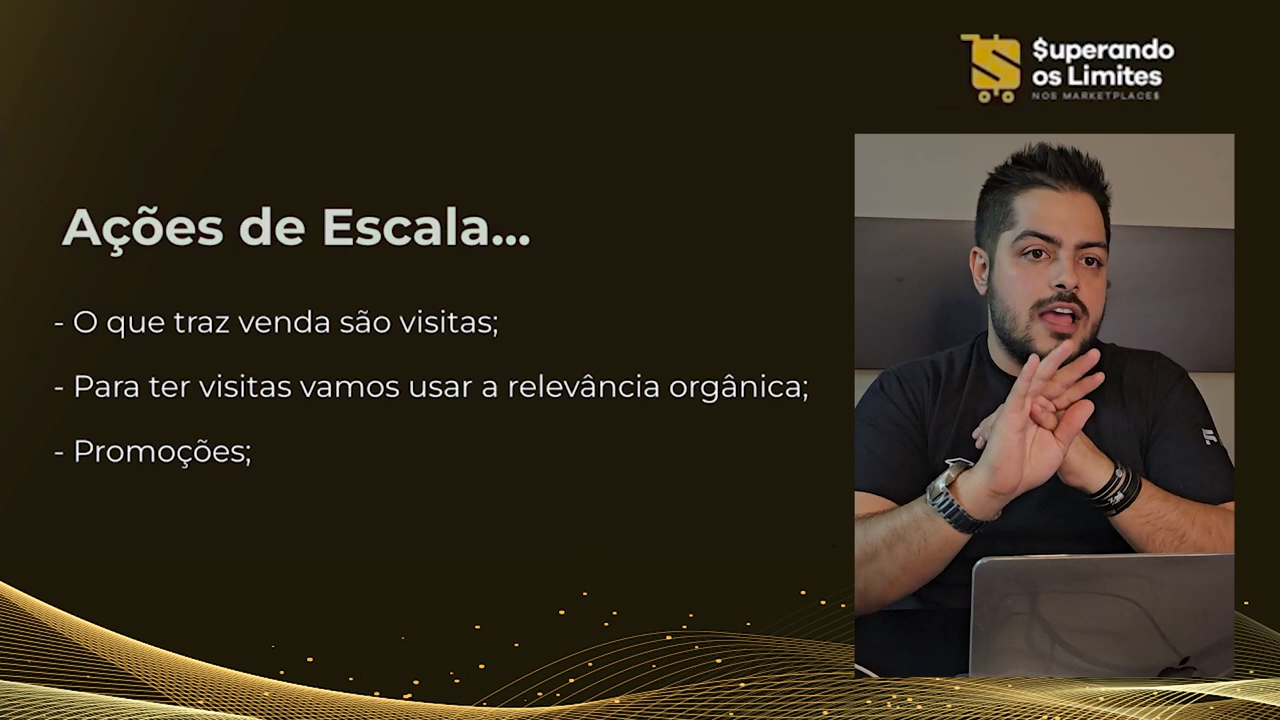 $uperando
os Limites
NOS MARKETPLACE$
Ações de Escala...
- O que traz venda são visitas;
- Para ter visitas vamos usar a relevância orgânica;
- Promoções;